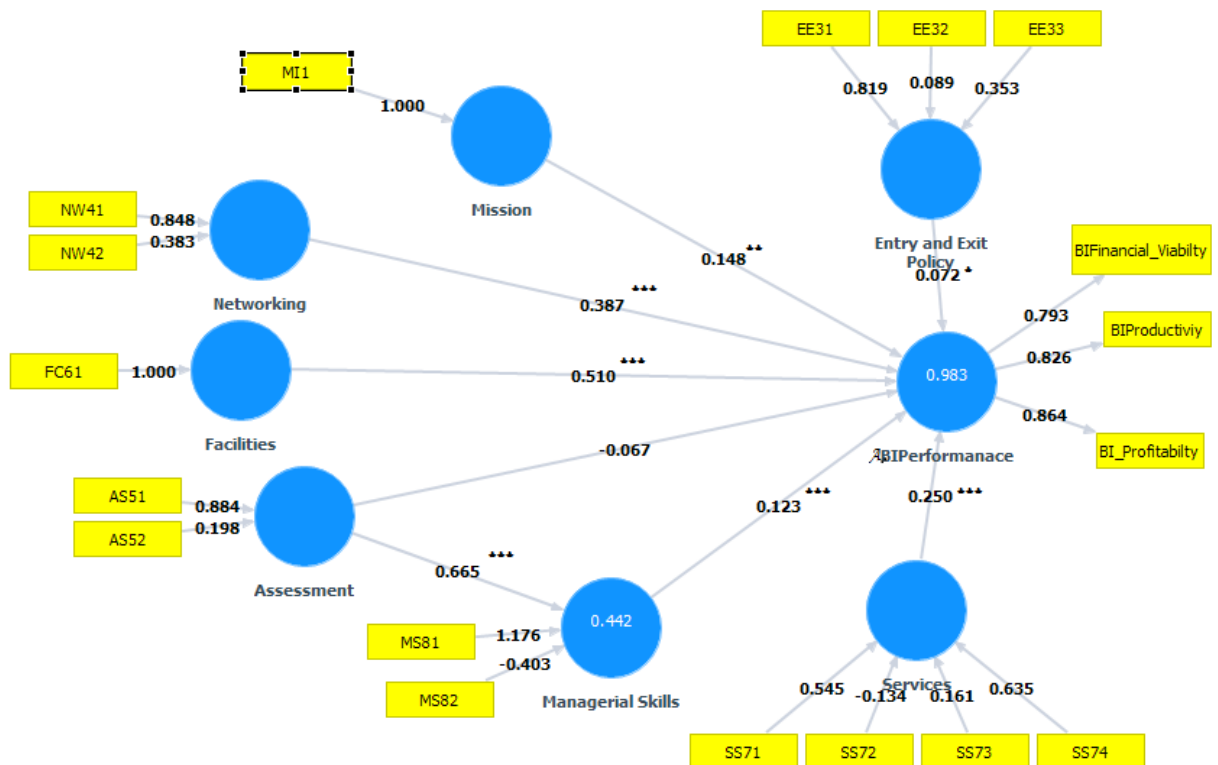 EE31
EE32
EE33
MI1
0.819
0.089
0.353
1.000
Mission
NW41
0.848
NW42
0.383
Networking
Entry and Exit
Policy
0.072 *
0.148 **
BIFinancial_Viabilty
0.793
0.387 ***
BIProductiviy
0.826
FC61
1.000
0.510 ***
0.983
0.864
Facilities
BI_Profitabilty
-0.067
BIPerformanace
AS51
0.884
AS52
0.198
0.123 ***
0.250 ***
Assessment
0.665 ***
0.442
MS81
1.176
-0.403
MS82
Managerial Skills
Services
0.545
-0.134
0.161
0.635
SS71
SS72
SS73
SS74